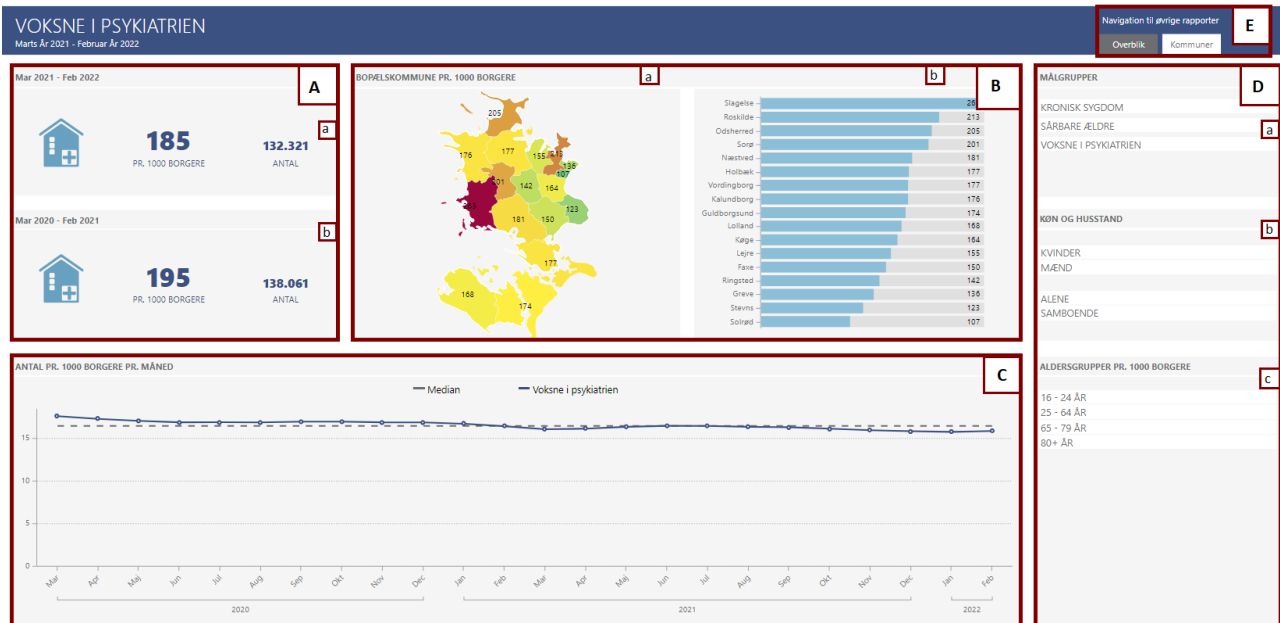 VOKSNE I PSYKIATRIEN
Marts År 2021 - Februar År 2022
Navigation til øvrige rapporter
E
Overblik
Kommuner
Mar 2021 - Feb 2022
A
a
185
PR. 1000 BORGERE
132.321
ANTAL
Mar 2020 - Feb 2021
b
195
PR. 1000 BORGERE
138.061
ANTAL
BOPÆLSKOMMUNE PR. 1000 BORGERE
a
b
B
205
176
177
155
136
107
142
164
123
181
150
177
168
174
Slagelse
Roskilde 213
Odsherred 205
Sorø 201
Næstved 181
Holbæk 177
Vordingborg 177
Kalundborg 176
Guldborgsund 174
Lolland 168
Køge 164
Lejre 155
Faxe 150
Ringsted 142
Greve 136
Stevns 123
Solrød 107
MÅLGRUPPER
D
KRONISK SYGDOM
SÅRBARE ÆLDRE
a
VOKSNE I PSYKIATRIEN
KØN OG HUSSTAND
b
KVINDER
MÆND
ALENE
SAMBOENDE
ALDERSGRUPPER PR. 1000 BORGERE
c
16 - 24 ÅR
25 - 64 ÅR
65 - 79 ÅR
80+ ÅR
ANTAL PR. 1000 BORGERE PR. MÅNED
C
Median
Voksne i psykiatrien
15
10
5
0
Mar Apr Maj Jun Jul Aug Sep Okt Nov Dec Jan Feb Mar Apr Maj Jun Jul Aug Sep Okt Nov Dec Jan Feb
2020 2021 2022